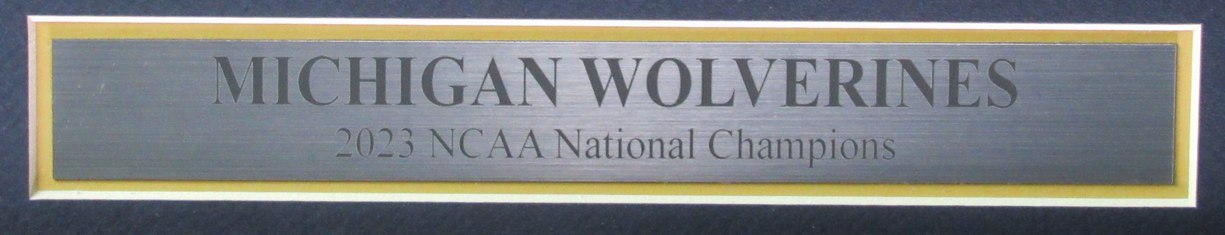 MICHIGAN WOLVERINES
2023 NCAA National Champions